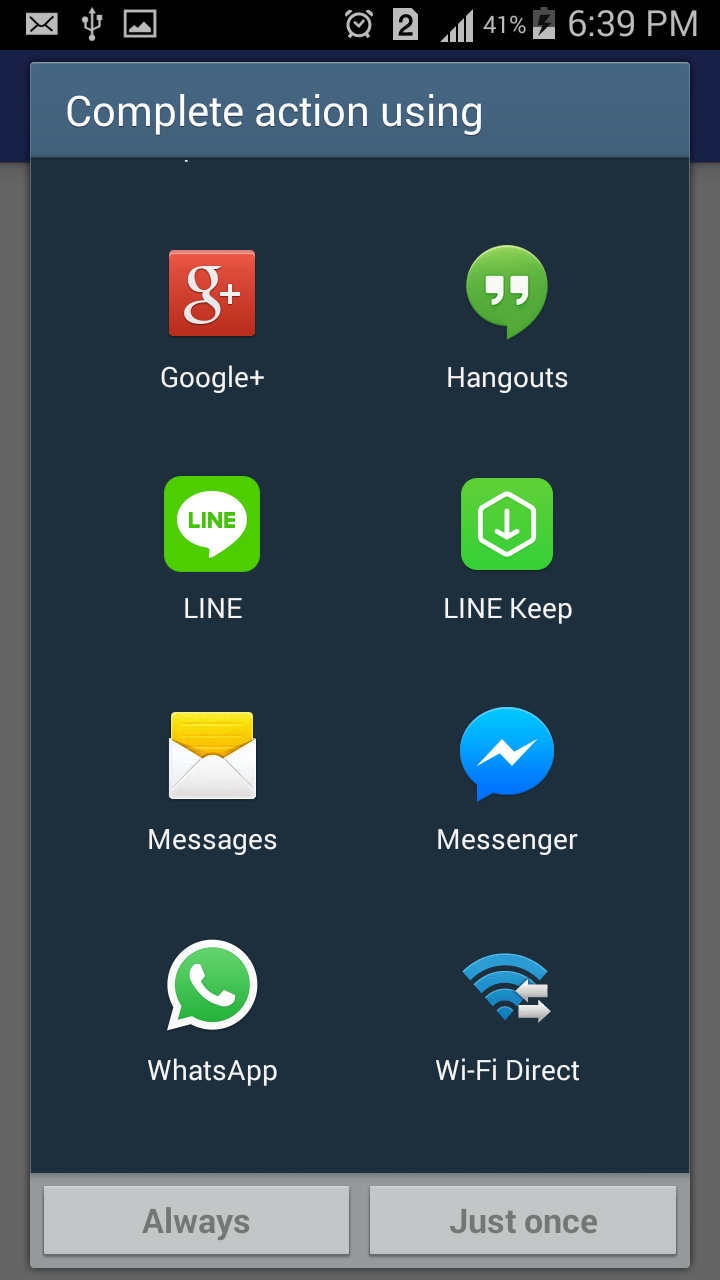 2 41% 6:39 PM
Complete action using
g+
Google+ Hangouts
LINE
LINE LINE Keep
Messages Messenger
WhatsApp Wi-Fi Direct
Always Just once